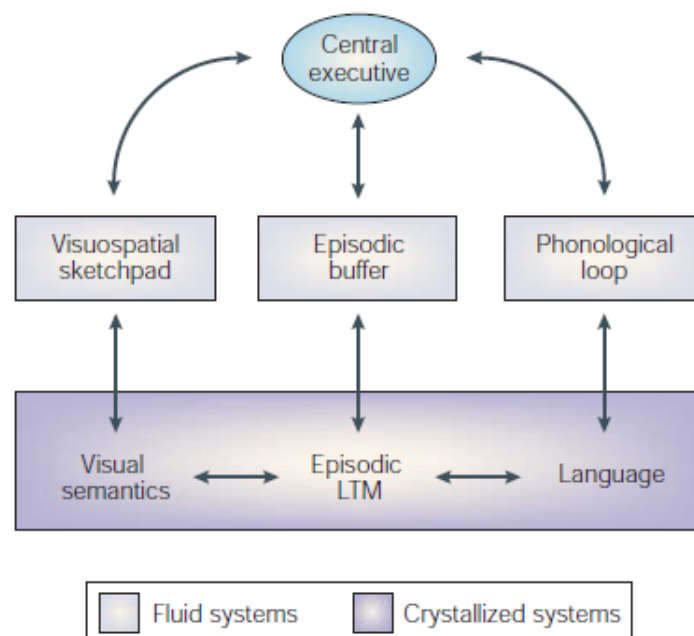 Central
executive
Visuospatial
sketchpad
Episodic
buffer
Phonological
loop
Visual
semantics
Episodic
LTM
Language
Fluid systems
Crystallized systems